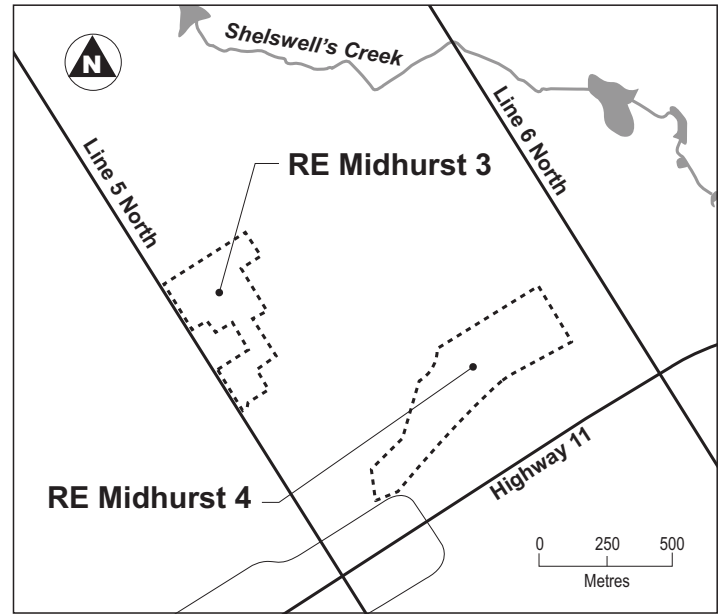 Shelswell's Creek
N
Line 6 North
Line 5 North
RE Midhurst 3
RE Midhurst 4
Highway 11
0 250 500
Metres